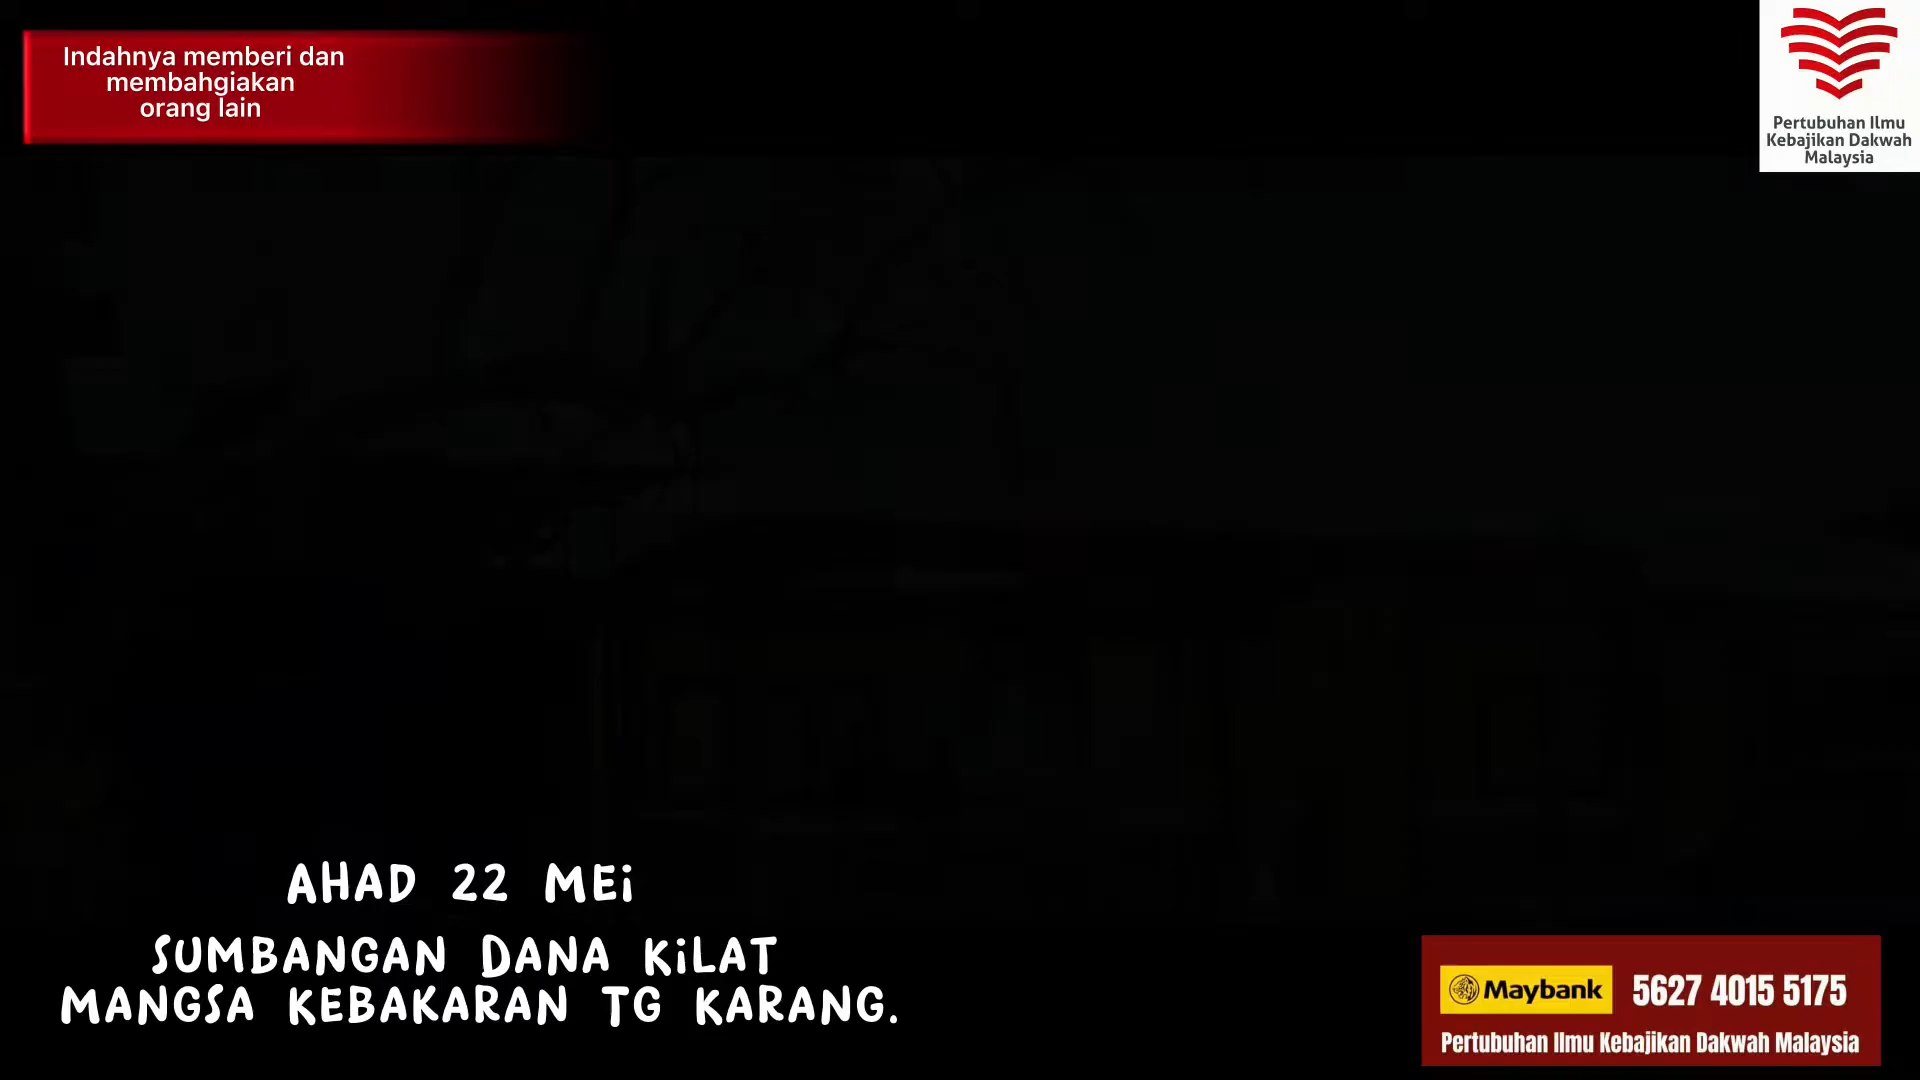 Indahnya memberi dan
membahgiakan
orang lain
Pertubuhan Ilmu
Kebajikan Dakwah
Malaysia
AHAD 22 MEi
SUMBANGAN DANA KiLAT
MANGSA KEBAKARAN TG KARANG.
Maybank 5627 4015 5175
Pertubuhan Ilmu Kebajikan Dakwah Malaysia